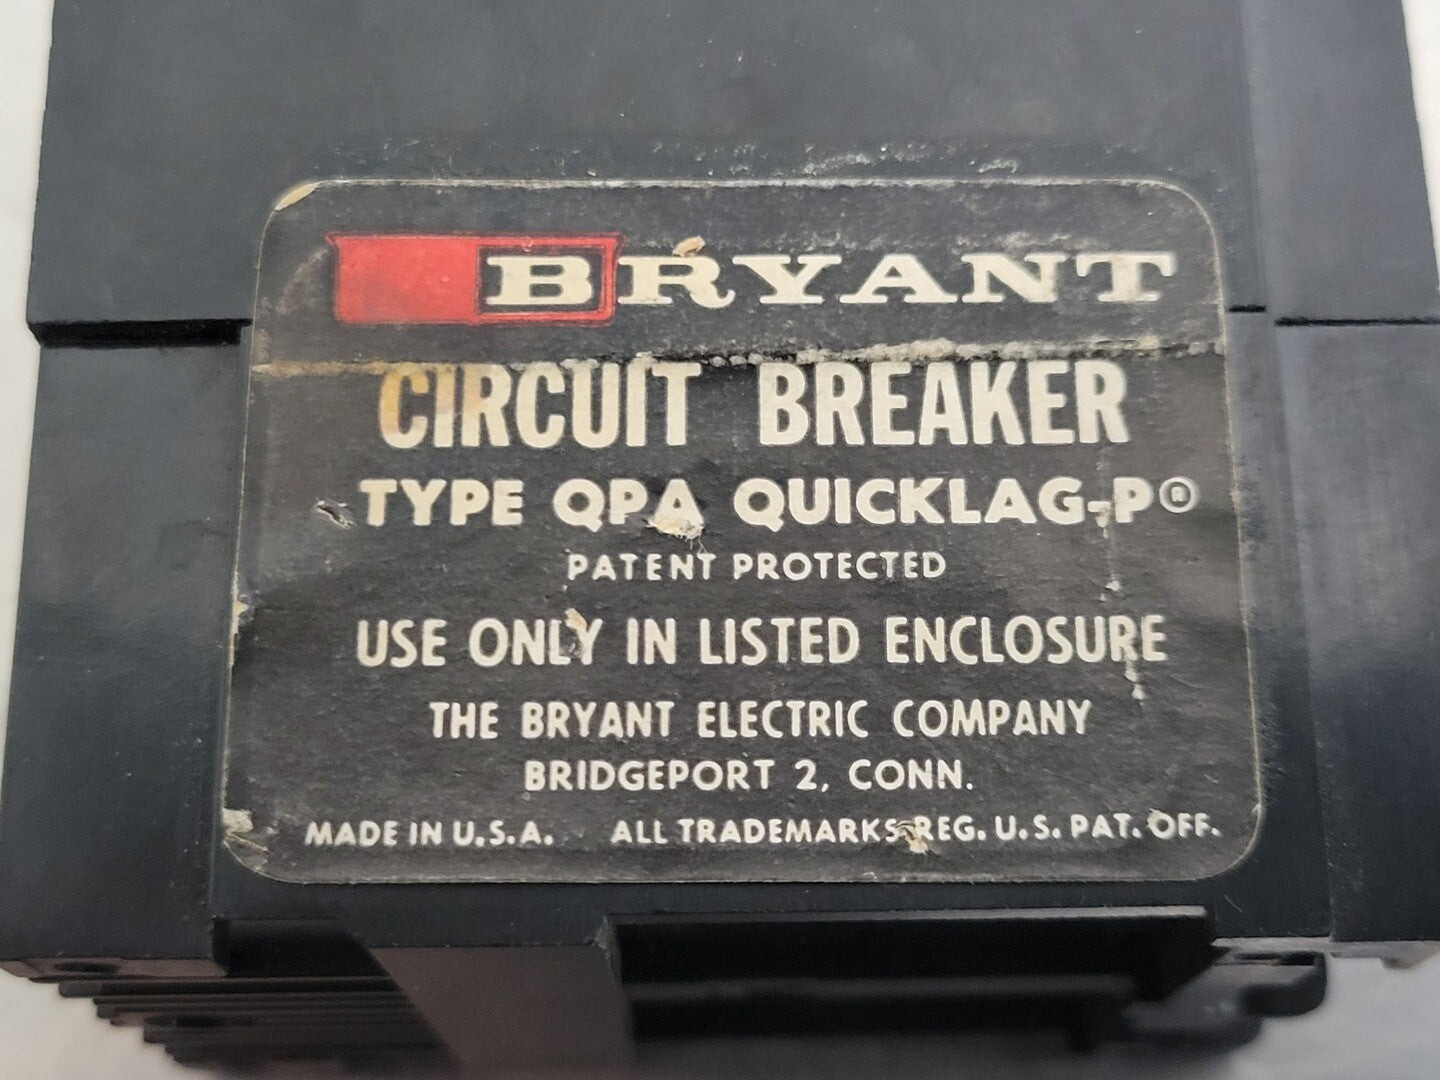 BRYANT
CIRCUIT BREAKER
TYPE QPA QUICKLAG-P®
PATENT PROTECTED
USE ONLY IN LISTED ENCLOSURE
THE BRYANT ELECTRIC COMPANY
BRIDGEPORT 2, CONN.
MADE IN U.S.A. ALL TRADEMARKS REG. U.S. PAT. OFF.